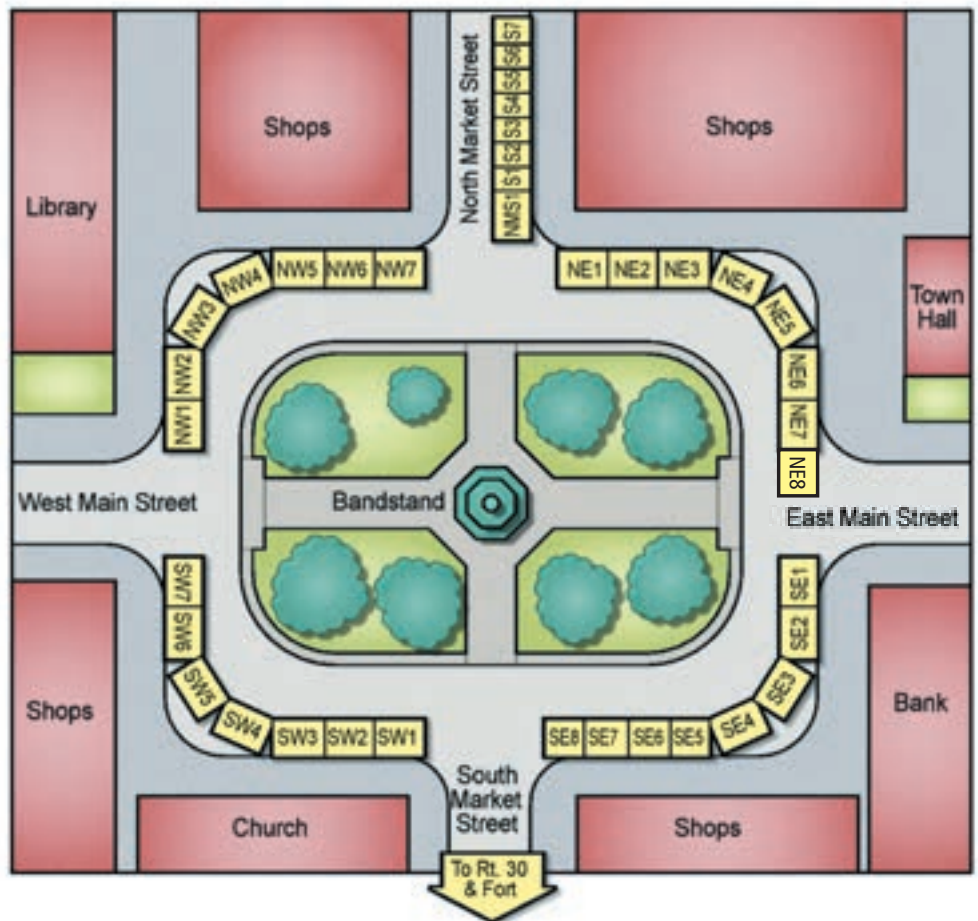 Shops
North Market Street
S7
S6
S5
S4
S3
S2
S1
NMS1
Shops
Library
NW4
NW5
NW6
NW7
NW3
NW2
NW1
NE1
NE2
NE3
NE4
NE5
NE6
NE7
NE8
Town
Hall
West Main Street
Bandstand
East Main Street
SW7
SW6
SW5
SW4
SW3
SW2
SW1
SE1
SE2
SE3
SE4
SE8
SE7
SE6
SE5
Shops
Bank
South
Market
Street
Church
Shops
To Rt. 30
& Fort